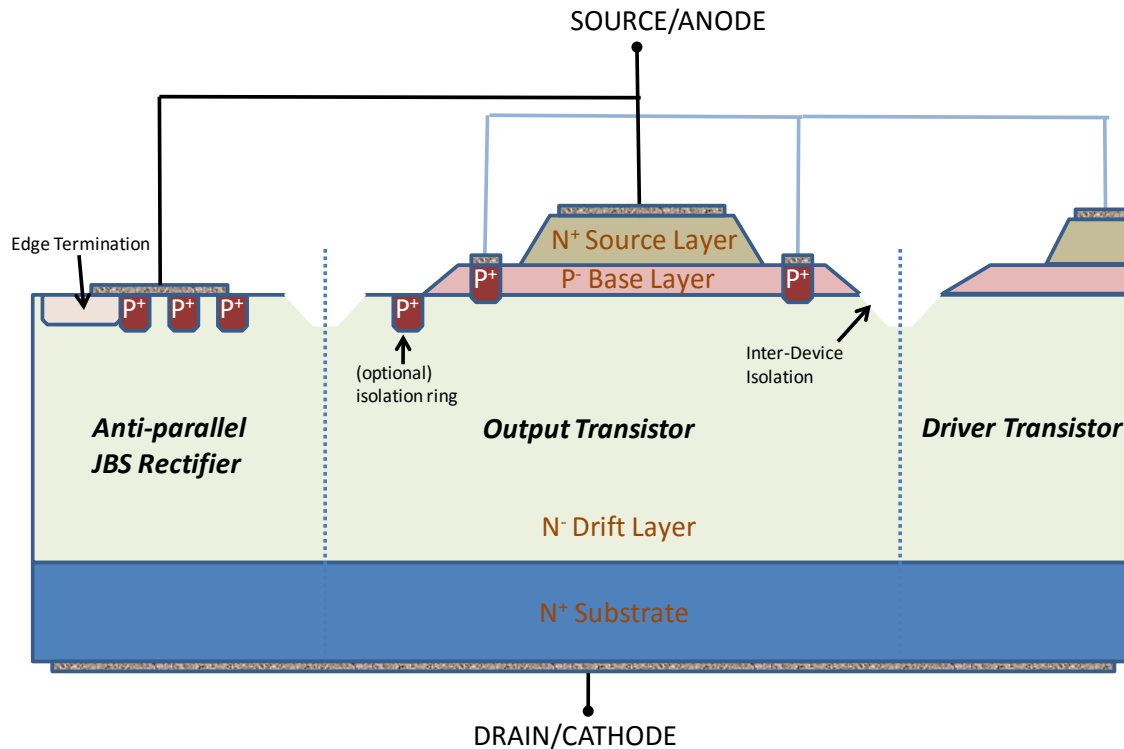 SOURCE/ANODE
Edge Termination
N⁺ Source Layer
P⁺
P⁻ Base Layer
P⁺
P⁺
P⁺
P⁺
P⁺
(optional)
isolation ring
Inter-Device
Isolation
Anti-parallel
JBS Rectifier
Output Transistor
Driver Transistor
N⁻ Drift Layer
N⁺ Substrate
DRAIN/CATHODE